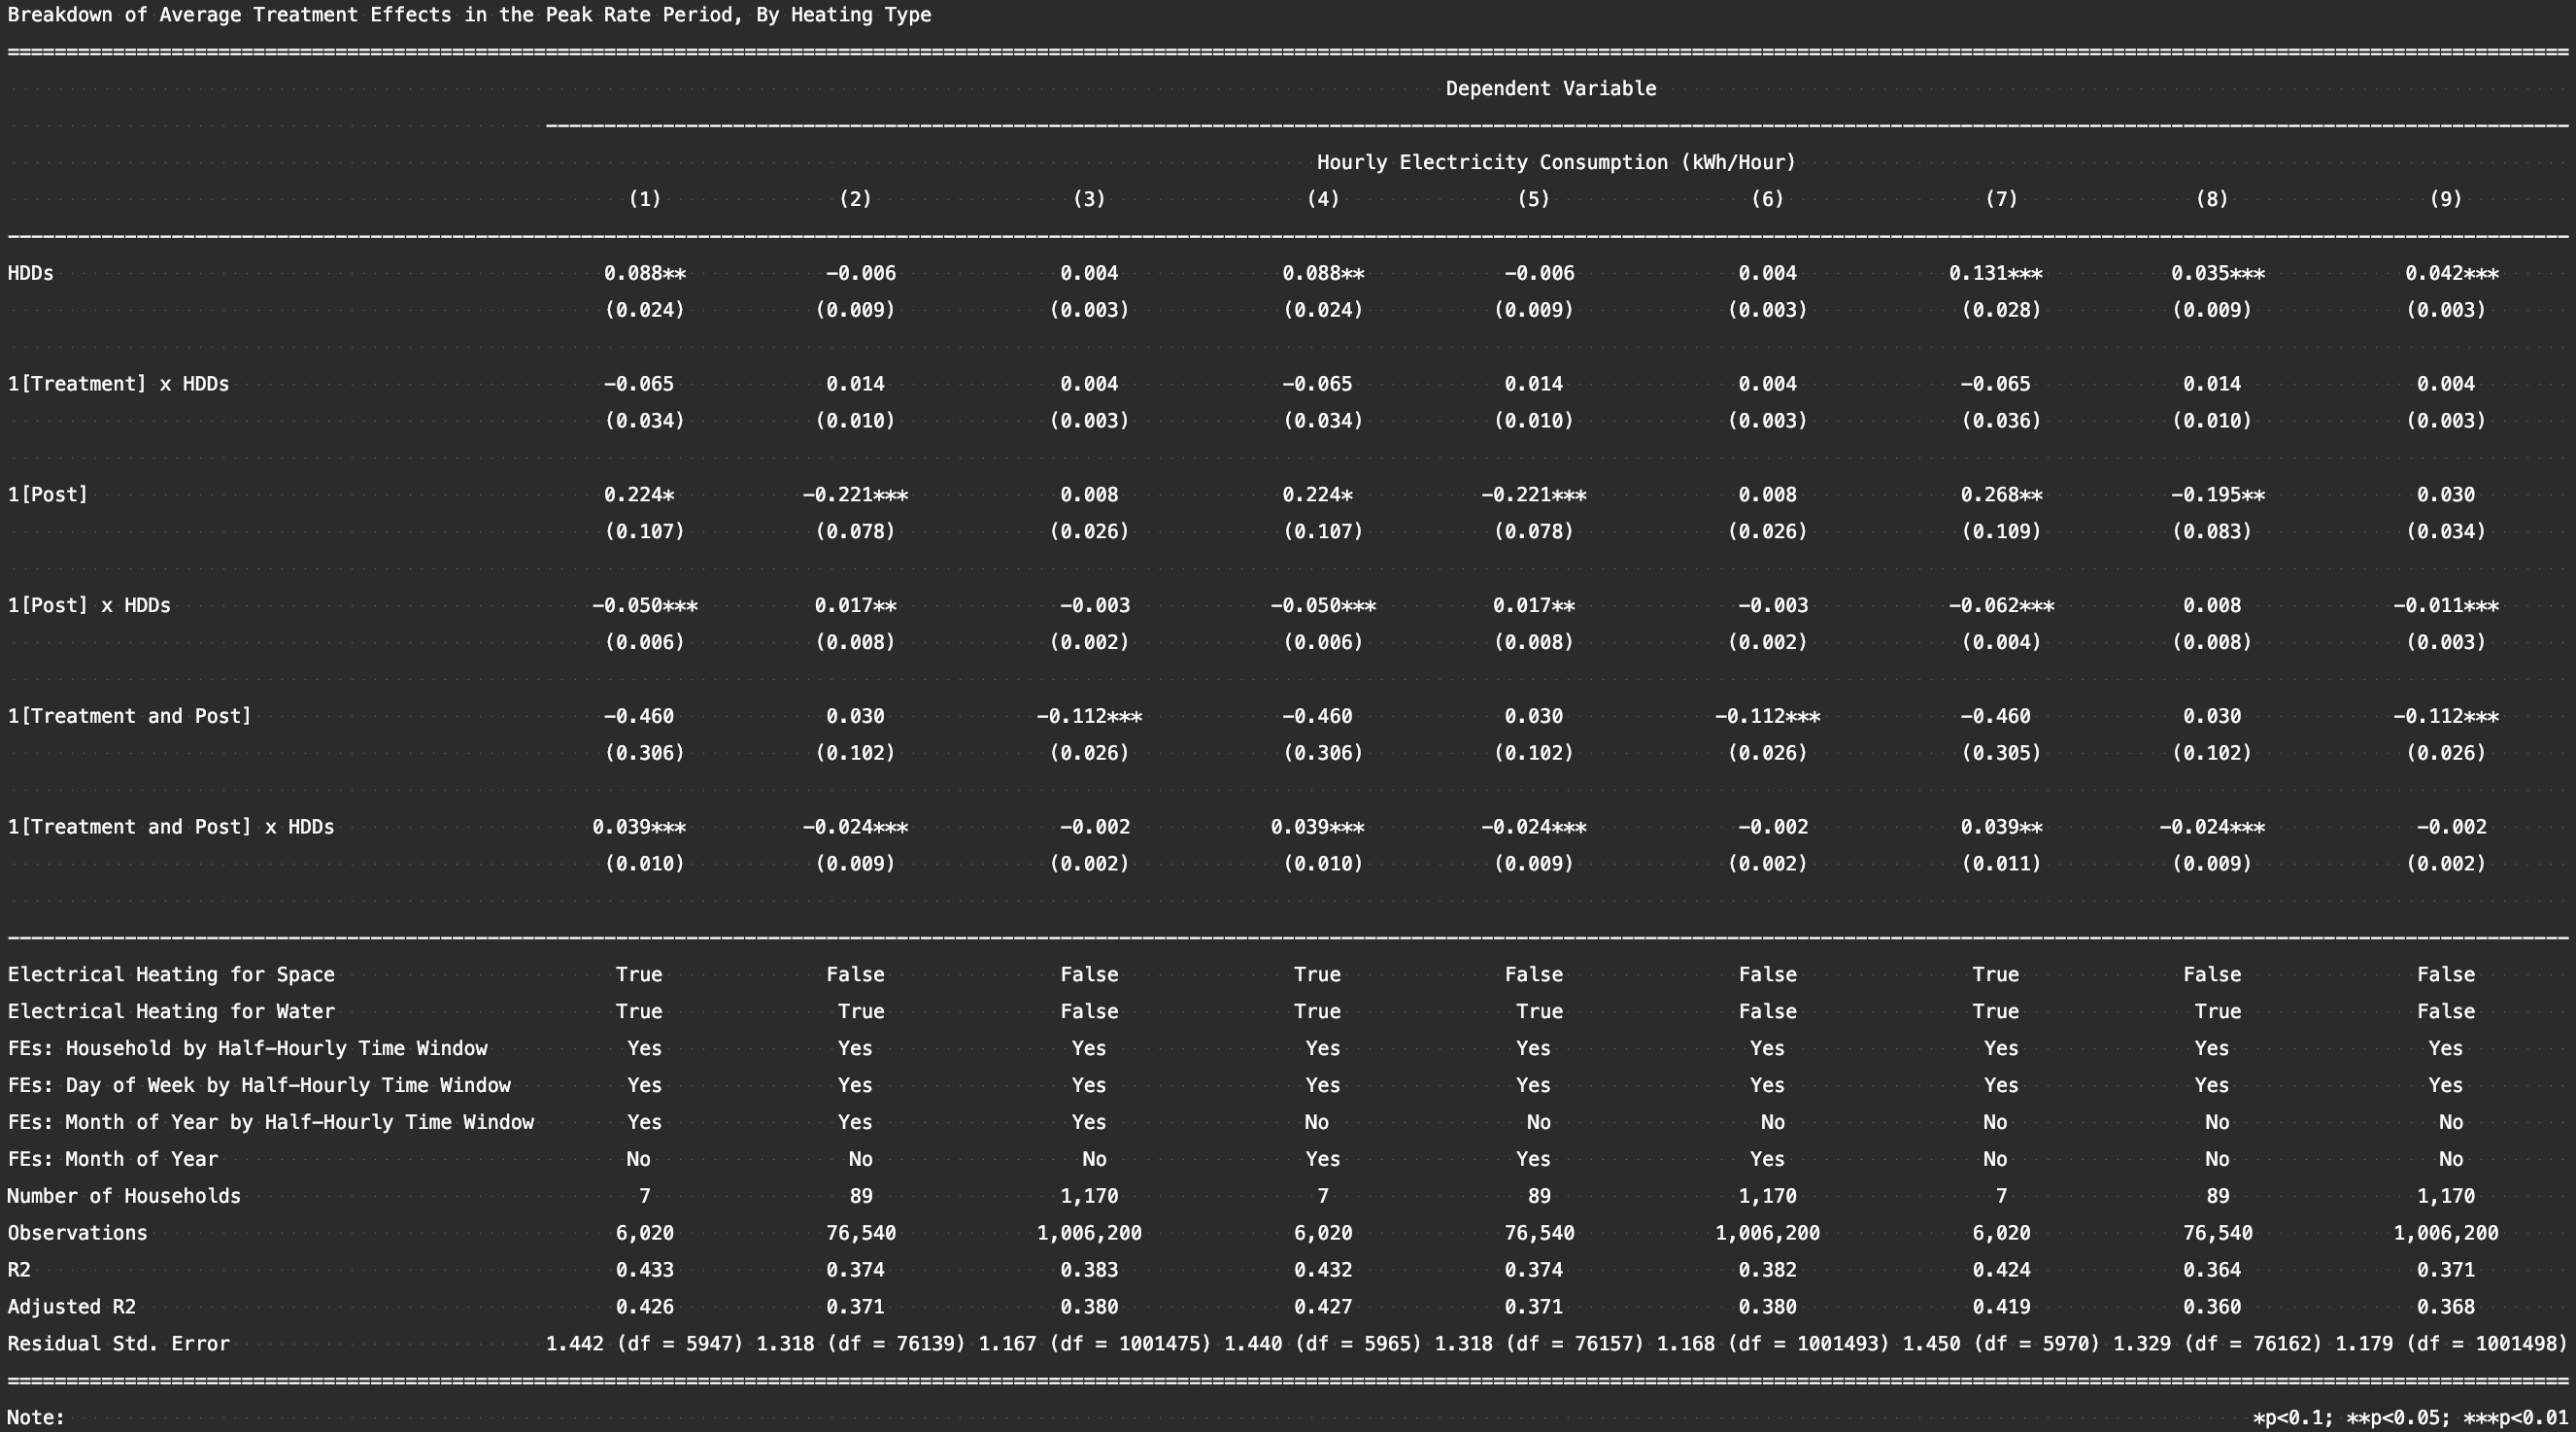 Breakdown of Average Treatment Effects in the Peak Rate Period, By Heating Type
Dependent Variable
Hourly Electricity Consumption (kWh/Hour)
(1) (2) (3) (4) (5) (6) (7) (8) (9)
HDDs 0.088** −0.006 0.004 0.088** −0.006 0.004 0.131*** 0.035*** 0.042***
(0.024) (0.009) (0.003) (0.024) (0.009) (0.003) (0.028) (0.009) (0.003)
1[Treatment] x HDDs −0.065 0.014 0.004 −0.065 0.014 0.004 −0.065 0.014 0.004
(0.034) (0.010) (0.003) (0.034) (0.010) (0.003) (0.036) (0.010) (0.003)
1[Post] 0.224* −0.221*** 0.008 0.224* −0.221*** 0.008 0.268** −0.195** 0.030
(0.107) (0.078) (0.026) (0.107) (0.078) (0.026) (0.109) (0.083) (0.034)
1[Post] x HDDs −0.050*** 0.017** −0.003 −0.050*** 0.017** −0.003 −0.062*** 0.008 −0.011***
(0.006) (0.008) (0.002) (0.006) (0.008) (0.002) (0.004) (0.008) (0.003)
1[Treatment and Post] −0.460 0.030 −0.112*** −0.460 0.030 −0.112*** −0.460 0.030 −0.112***
(0.306) (0.102) (0.026) (0.306) (0.102) (0.026) (0.305) (0.102) (0.026)
1[Treatment and Post] x HDDs 0.039*** −0.024*** −0.002 0.039*** −0.024*** −0.002 0.039** −0.024*** −0.002
(0.010) (0.009) (0.002) (0.010) (0.009) (0.002) (0.011) (0.009) (0.002)
Electrical Heating for Space True False False True False False True False False
Electrical Heating for Water True True False True True False True True False
FEs: Household by Half−Hourly Time Window Yes Yes Yes Yes Yes Yes Yes Yes Yes
FEs: Day of Week by Half−Hourly Time Window Yes Yes Yes Yes Yes Yes Yes Yes Yes
FEs: Month of Year by Half−Hourly Time Window Yes Yes Yes No No No No No No
FEs: Month of Year No No No Yes Yes Yes No No No
Number of Households 7 89 1,170 7 89 1,170 7 89 1,170
Observations 6,020 76,540 1,006,200 6,020 76,540 1,006,200 6,020 76,540 1,006,200
R2 0.433 0.374 0.383 0.432 0.374 0.382 0.424 0.364 0.371
Adjusted R2 0.426 0.371 0.380 0.427 0.371 0.380 0.419 0.360 0.368
Residual Std. Error 1.442 (df = 5947) 1.318 (df = 76139) 1.167 (df = 1001475) 1.440 (df = 5965) 1.318 (df = 76157) 1.168 (df = 1001493) 1.450 (df = 5970) 1.329 (df = 76162) 1.179 (df = 1001498)
Note: *p<0.1; **p<0.05; ***p<0.01